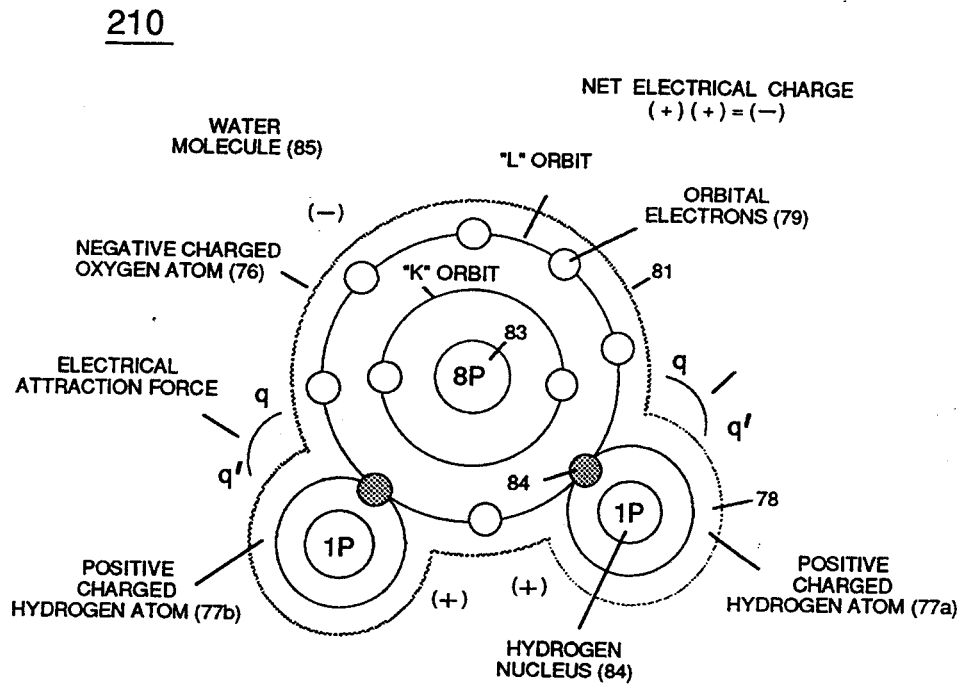 210
NET ELECTRICAL CHARGE
(+) (+) = (−)
WATER
MOLECULE (85)
"L" ORBIT
(−)
ORBITAL
ELECTRONS (79)
NEGATIVE CHARGED
OXYGEN ATOM (76)
"K" ORBIT
81
83
8P
ELECTRICAL
ATTRACTION FORCE
q
q'
q
q'
84
78
1P
1P
POSITIVE
CHARGED
HYDROGEN ATOM (77b)
(+)
(+)
POSITIVE
CHARGED
HYDROGEN ATOM (77a)
HYDROGEN
NUCLEUS (84)